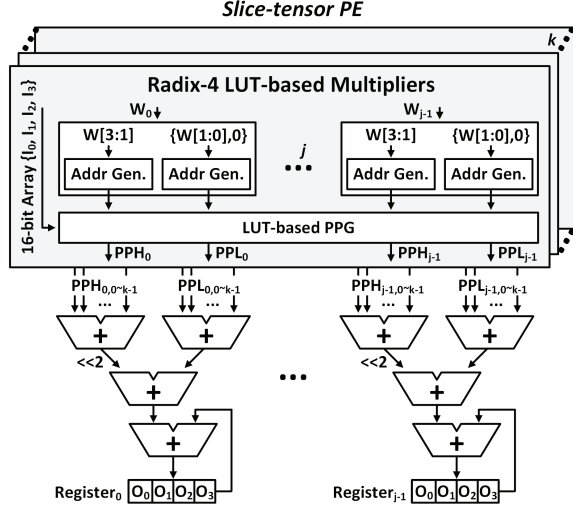 Slice-tensor PE
k
Radix-4 LUT-based Multipliers
16-bit Array {I₀, I₁, I₂, I₃}
W₀ Wⱼ₋₁
W[3:1] {W[1:0],0} j W[3:1] {W[1:0],0}
Addr Gen. Addr Gen. ... Addr Gen. Addr Gen.
LUT-based PPG
PPH₀ PPL₀ PPHⱼ₋₁ PPLⱼ₋₁
PPH₀,₀~ₖ₋₁ PPL₀,₀~ₖ₋₁ PPHⱼ₋₁,₀~ₖ₋₁ PPLⱼ₋₁,₀~ₖ₋₁
... ... ... ...
+ + + +
<<2 <<2
+ ... +
+ +
Register₀ O₀ O₁ O₂ O₃ Registerⱼ₋₁ O₀ O₁ O₂ O₃